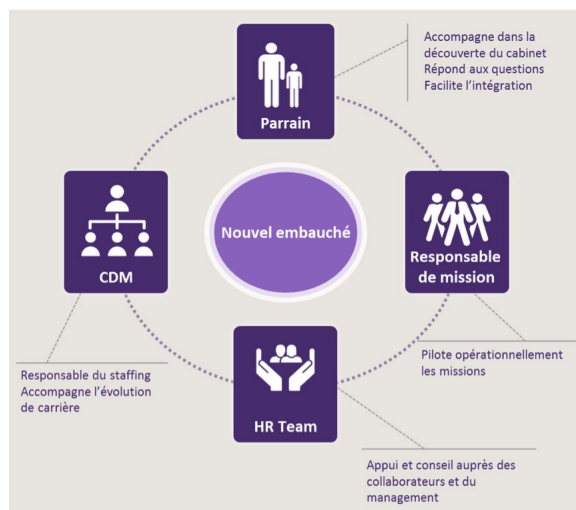 Accompagne dans la
découverte du cabinet
Répond aux questions
Facilite l'intégration
Parrain
Nouvel embauché
CDM
Responsable
de mission
Responsable du staffing
Accompagne l'évolution
de carrière
Pilote opérationnellement
les missions
HR Team
Appui et conseil auprès des
collaborateurs et du
management